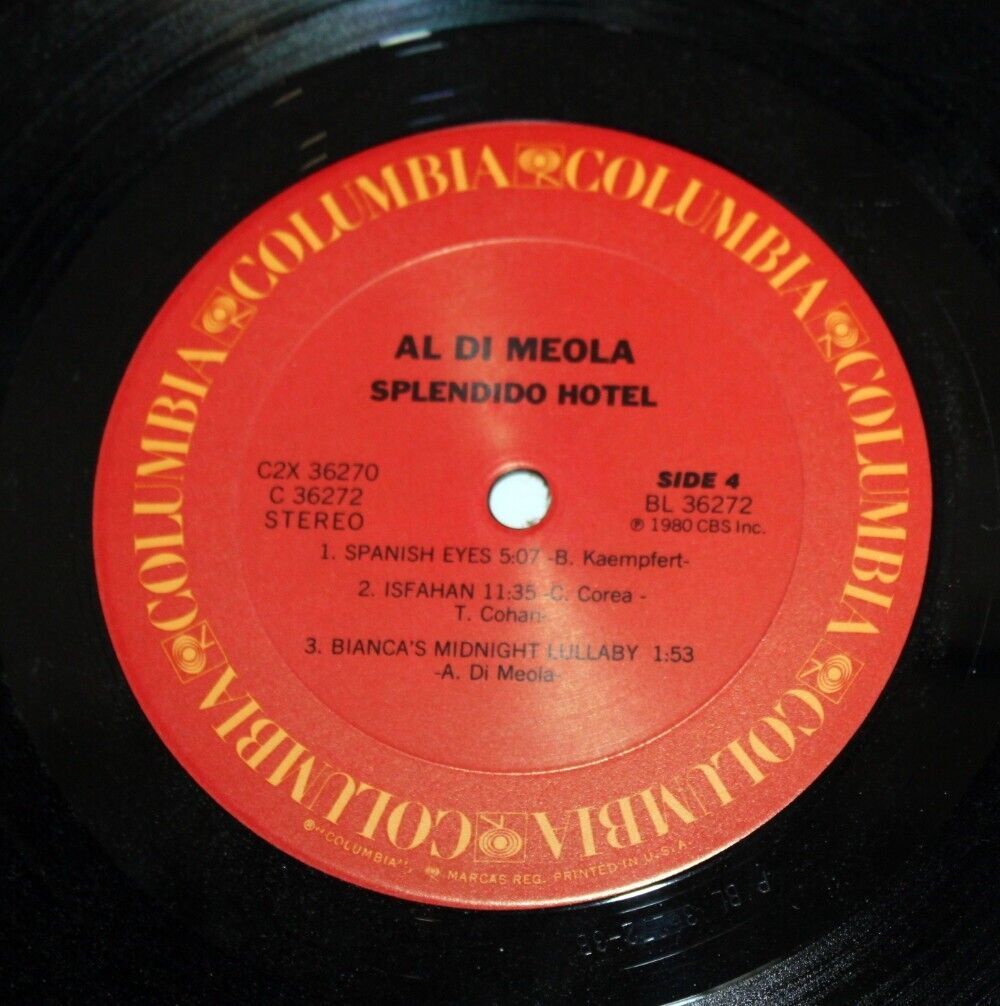 COLUMBIA COLUMBIA COLUMBIA COLUMBIA COLUMBIA COLUMBIA
AL DI MEOLA
SPLENDIDO HOTEL
C2X 36270
C 36272
STEREO
SIDE 4
BL 36272
℗ 1980 CBS Inc.
1. SPANISH EYES 5:07 -B. Kaempfert-
2. ISFAHAN 11:35 -C. Corea -
T. Cohan-
3. BIANCA'S MIDNIGHT LULLABY 1:53
-A. Di Meola-
®"COLUMBIA", MARCAS REG. PRINTED IN U.S.A.